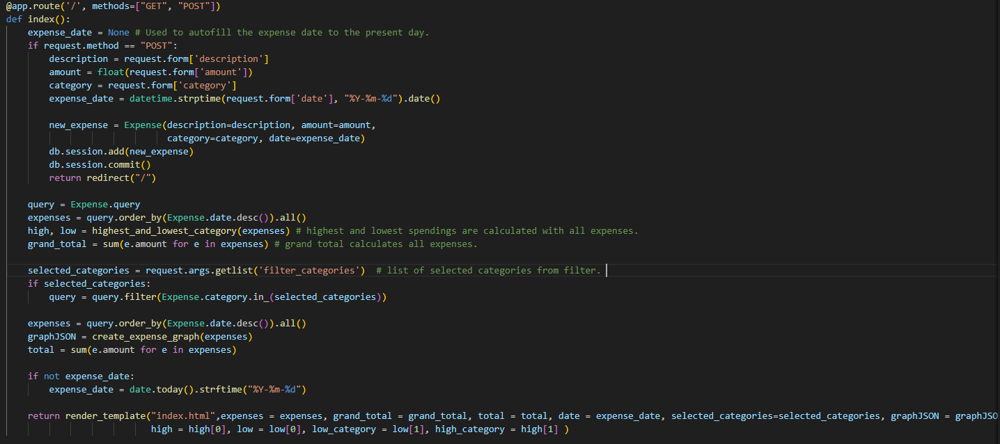 @app.route('/', methods=["GET", "POST"])
def index():
    expense_date = None # Used to autofill the expense date to the present day.
    if request.method == "POST":
        description = request.form['description']
        amount = float(request.form['amount'])
        category = request.form['category']
        expense_date = datetime.strptime(request.form['date'], "%Y-%m-%d").date()

        new_expense = Expense(description=description, amount=amount,
                              category=category, date=expense_date)
        db.session.add(new_expense)
        db.session.commit()
        return redirect("/")

    query = Expense.query
    expenses = query.order_by(Expense.date.desc()).all()
    high, low = highest_and_lowest_category(expenses) # highest and lowest spendings are calculated with all expenses.
    grand_total = sum(e.amount for e in expenses) # grand total calculates all expenses.

    selected_categories = request.args.getlist('filter_categories')  # list of selected categories from filter.
    if selected_categories:
        query = query.filter(Expense.category.in_(selected_categories))

    expenses = query.order_by(Expense.date.desc()).all()
    graphJSON = create_expense_graph(expenses)
    total = sum(e.amount for e in expenses)

    if not expense_date:
        expense_date = date.today().strftime("%Y-%m-%d")

    return render_template("index.html",expenses = expenses, grand_total = grand_total, total = total, date = expense_date, selected_categories=selected_categories, graphJSON = graphJSO
                           high = high[0], low = low[0], low_category = low[1], high_category = high[1] )